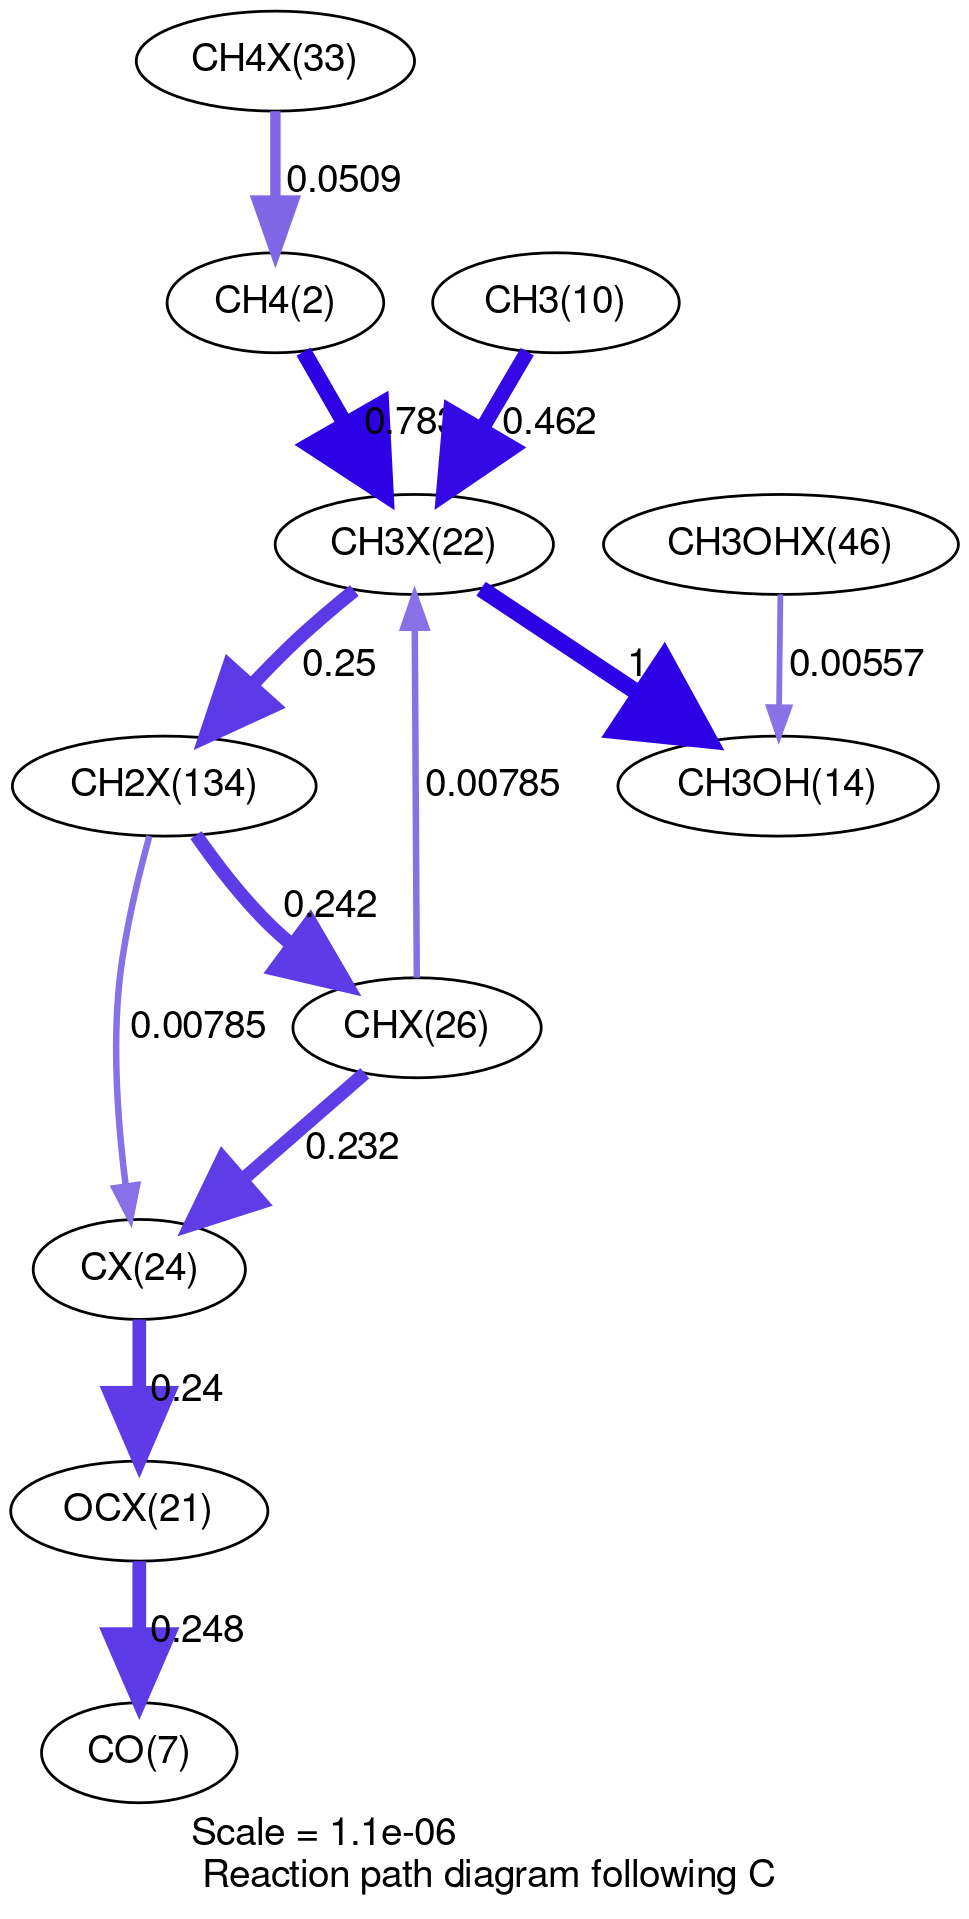 CH4X(33)
0.0509
CH4(2)
CH3(10)
0.783
0.462
CH3X(22)
CH3OHX(46)
0.25
1
0.00557
CH2X(134)
CH3OH(14)
0.00785
0.242
CHX(26)
0.00785
0.232
CX(24)
0.24
OCX(21)
0.248
CO(7)
Scale = 1.1e-06
Reaction path diagram following C